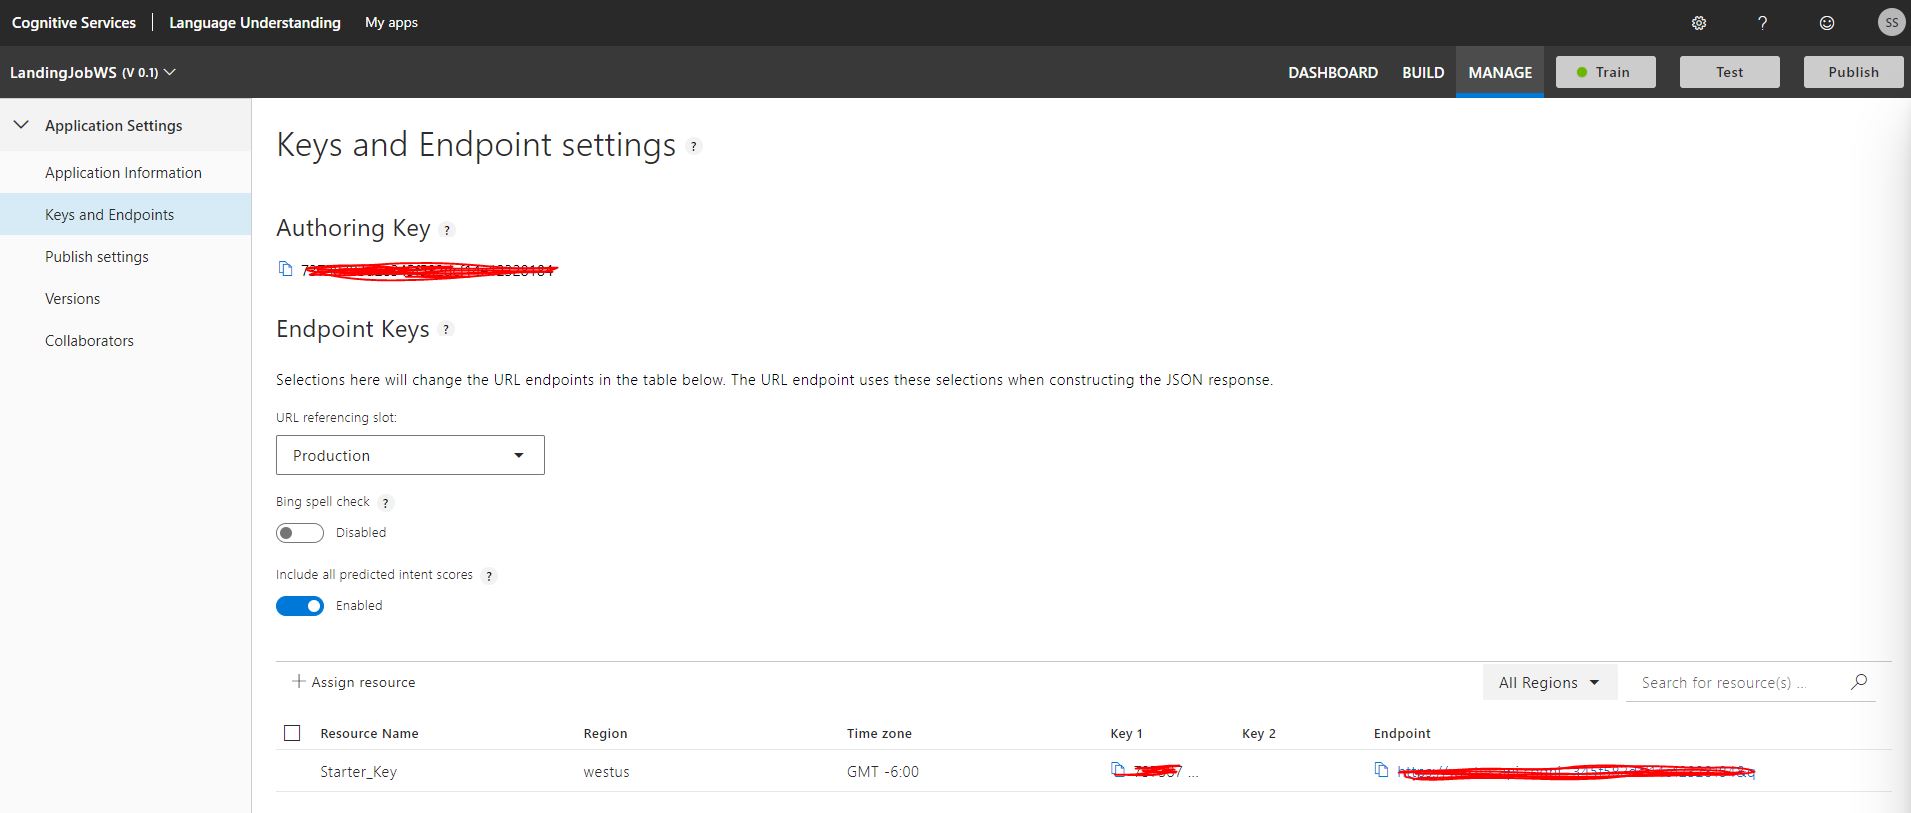 Cognitive Services Language Understanding My apps
? SS
LandingJobWS (V 0.1) DASHBOARD BUILD MANAGE Train Test Publish
Application Settings
Application Information
Keys and Endpoints
Publish settings
Versions
Collaborators
Keys and Endpoint settings ?
Authoring Key ?
Endpoint Keys ?
Selections here will change the URL endpoints in the table below. The URL endpoint uses these selections when constructing the JSON response.
URL referencing slot:
Production
Bing spell check ?
Disabled
Include all predicted intent scores ?
Enabled
+ Assign resource All Regions Search for resource(s) ...
Resource Name Region Time zone Key 1 Key 2 Endpoint
Starter_Key westus GMT -6:00 ...